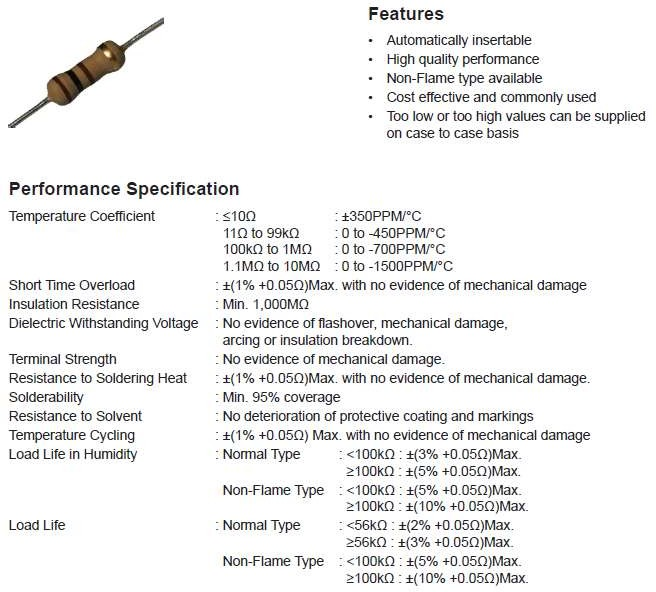 Features
• Automatically insertable
• High quality performance
• Non-Flame type available
• Cost effective and commonly used
• Too low or too high values can be supplied
on case to case basis
Performance Specification
Temperature Coefficient : ≤10Ω : ±350PPM/°C
11Ω to 99kΩ : 0 to -450PPM/°C
100kΩ to 1MΩ : 0 to -700PPM/°C
1.1MΩ to 10MΩ : 0 to -1500PPM/°C
Short Time Overload : ±(1% +0.05Ω)Max. with no evidence of mechanical damage
Insulation Resistance : Min. 1,000MΩ
Dielectric Withstanding Voltage : No evidence of flashover, mechanical damage,
arcing or insulation breakdown.
Terminal Strength : No evidence of mechanical damage.
Resistance to Soldering Heat : ±(1% +0.05Ω)Max. with no evidence of mechanical damage.
Solderability : Min. 95% coverage
Resistance to Solvent : No deterioration of protective coating and markings
Temperature Cycling : ±(1% +0.05Ω) Max. with no evidence of mechanical damage
Load Life in Humidity : Normal Type : <100kΩ : ±(3% +0.05Ω)Max.
≥100kΩ : ±(5% +0.05Ω)Max.
Non-Flame Type : <100kΩ : ±(5% +0.05Ω)Max.
≥100kΩ : ±(10% +0.05Ω)Max.
Load Life : Normal Type : <56kΩ : ±(2% +0.05Ω)Max.
≥56kΩ : ±(3% +0.05Ω)Max.
Non-Flame Type : <100kΩ : ±(5% +0.05Ω)Max.
≥100kΩ : ±(10% +0.05Ω)Max.